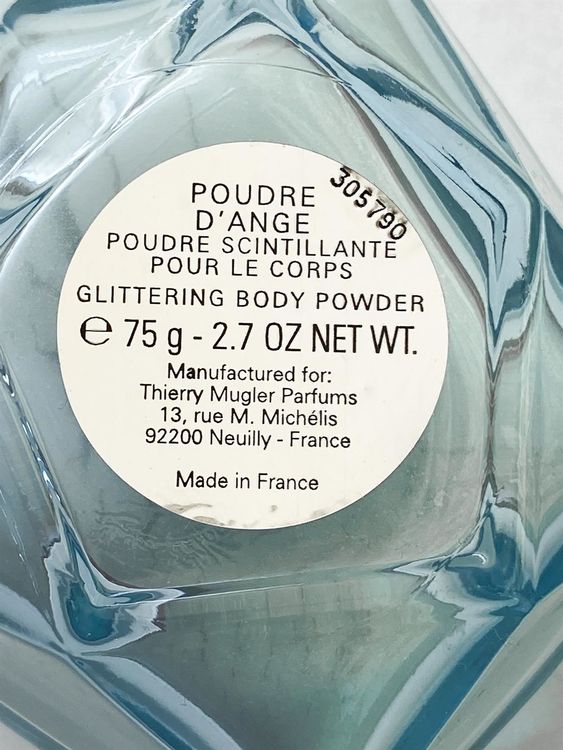 305790
POUDRE
D'ANGE
POUDRE SCINTILLANTE
POUR LE CORPS
GLITTERING BODY POWDER
℮ 75 g - 2.7 OZ NET WT.
Manufactured for:
Thierry Mugler Parfums
13, rue M. Michélis
92200 Neuilly - France
Made in France